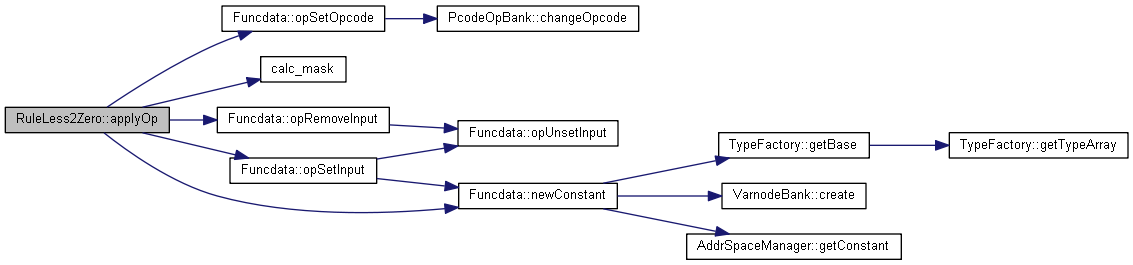 Funcdata::opSetOpcode
PcodeOpBank::changeOpcode
calc_mask
RuleLess2Zero::applyOp
Funcdata::opRemoveInput
Funcdata::opUnsetInput
TypeFactory::getBase
TypeFactory::getTypeArray
Funcdata::opSetInput
Funcdata::newConstant
VarnodeBank::create
AddrSpaceManager::getConstant